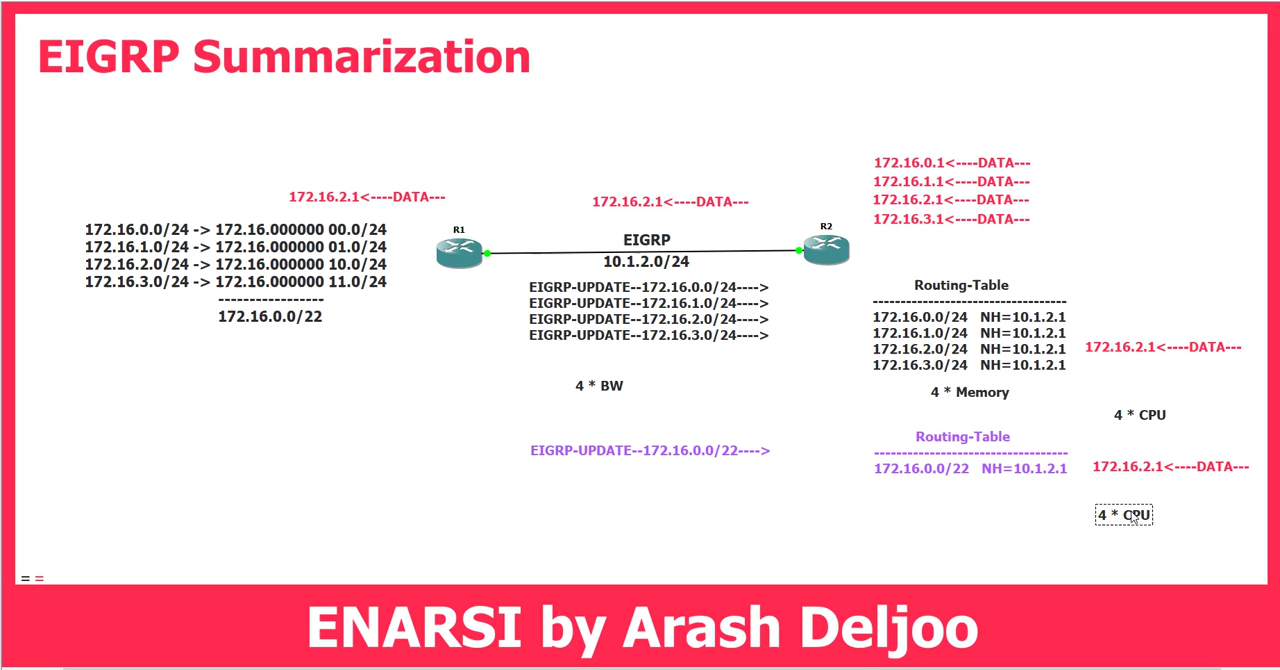 EIGRP Summarization
172.16.2.1<----DATA---
172.16.0.0/24 -> 172.16.000000 00.0/24
172.16.1.0/24 -> 172.16.000000 01.0/24
172.16.2.0/24 -> 172.16.000000 10.0/24
172.16.3.0/24 -> 172.16.000000 11.0/24
-----------------
172.16.0.0/22
R1
172.16.2.1<----DATA---
EIGRP
10.1.2.0/24
EIGRP-UPDATE--172.16.0.0/24---->
EIGRP-UPDATE--172.16.1.0/24---->
EIGRP-UPDATE--172.16.2.0/24---->
EIGRP-UPDATE--172.16.3.0/24---->
4 * BW
EIGRP-UPDATE--172.16.0.0/22---->
R2
172.16.0.1<----DATA---
172.16.1.1<----DATA---
172.16.2.1<----DATA---
172.16.3.1<----DATA---
Routing-Table
-------------------------------
172.16.0.0/24 NH=10.1.2.1
172.16.1.0/24 NH=10.1.2.1
172.16.2.0/24 NH=10.1.2.1
172.16.3.0/24 NH=10.1.2.1
172.16.2.1<----DATA---
4 * Memory
4 * CPU
Routing-Table
-------------------------------
172.16.0.0/22 NH=10.1.2.1
172.16.2.1<----DATA---
4 * CPU
= =
ENARSI by Arash Deljoo